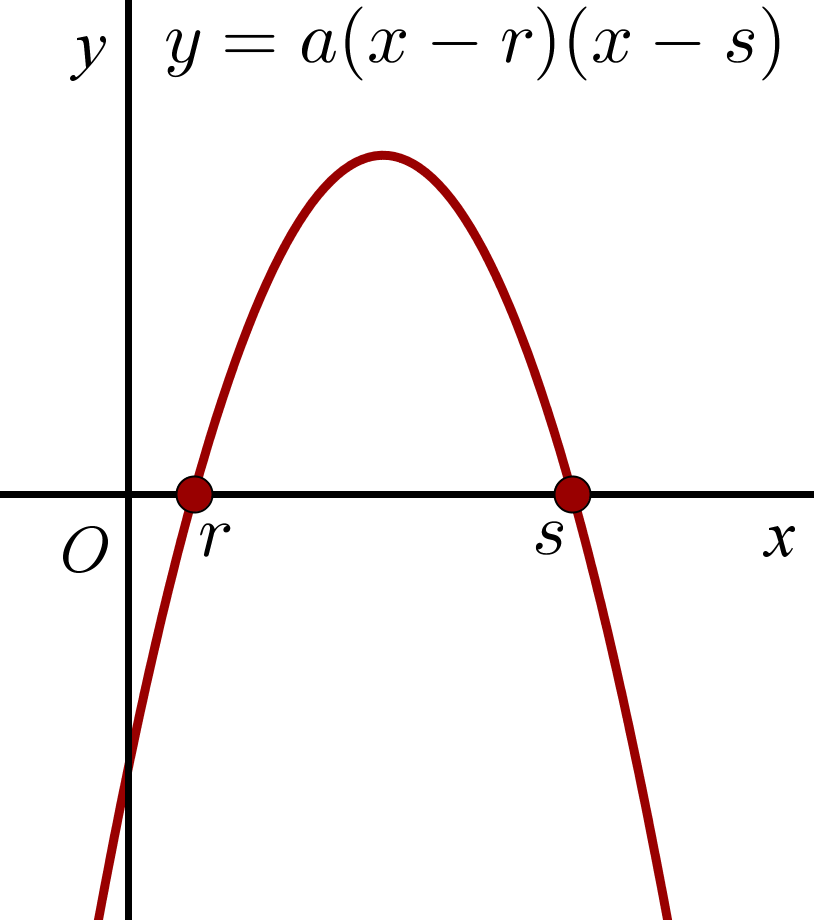 y
y = a(x − r)(x − s)
O
r
s
x